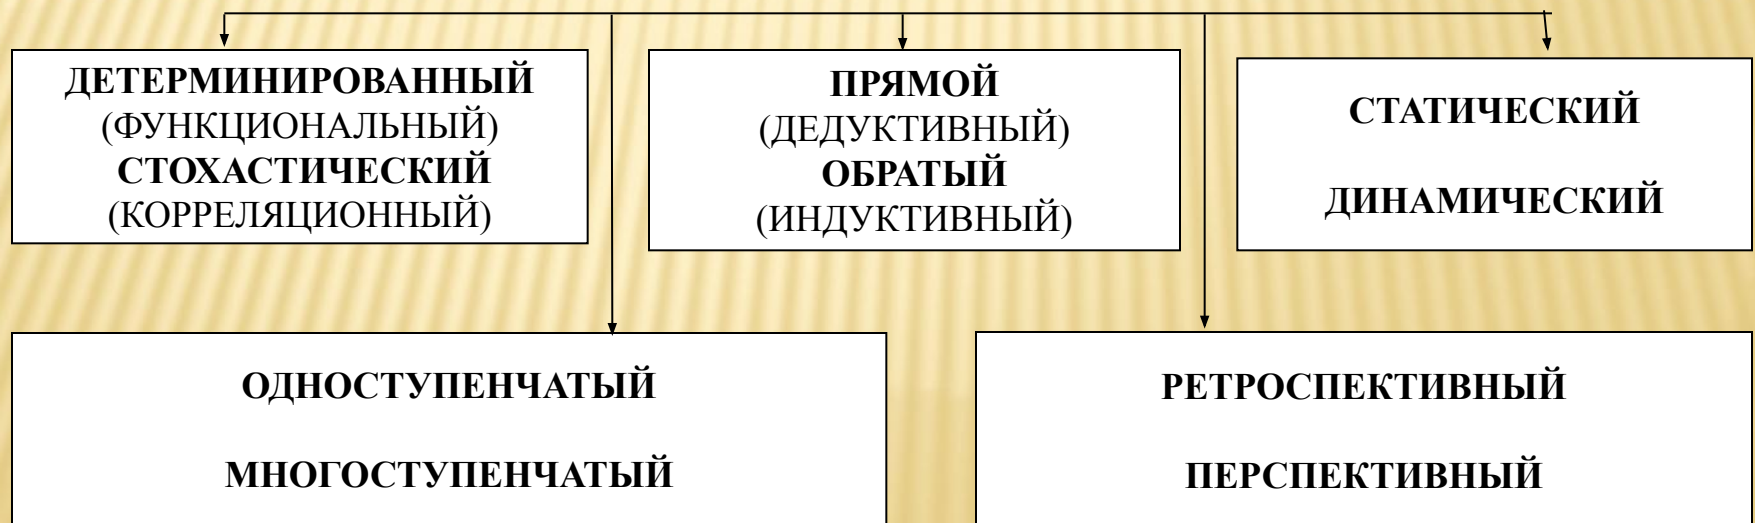 ДЕТЕРМИНИРОВАННЫЙ
(ФУНКЦИОНАЛЬНЫЙ)
СТОХАСТИЧЕСКИЙ
(КОРРЕЛЯЦИОННЫЙ)
ПРЯМОЙ
(ДЕДУКТИВНЫЙ)
ОБРАТЫЙ
(ИНДУКТИВНЫЙ)
СТАТИЧЕСКИЙ
ДИНАМИЧЕСКИЙ
ОДНОСТУПЕНЧАТЫЙ
МНОГОСТУПЕНЧАТЫЙ
РЕТРОСПЕКТИВНЫЙ
ПЕРСПЕКТИВНЫЙ